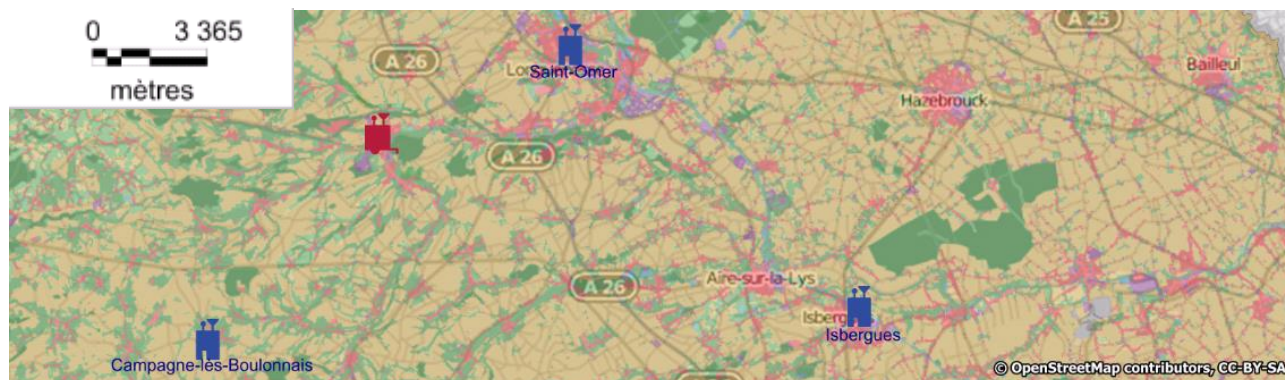 0 3 365
mètres
A 25
A 26
Saint-Omer
Bailleul
Hazebrouck
A 26
Aire-sur-la-Lys
A 26
Isbergues
Campagne-lès-Boulonnais
© OpenStreetMap contributors, CC-BY-SA